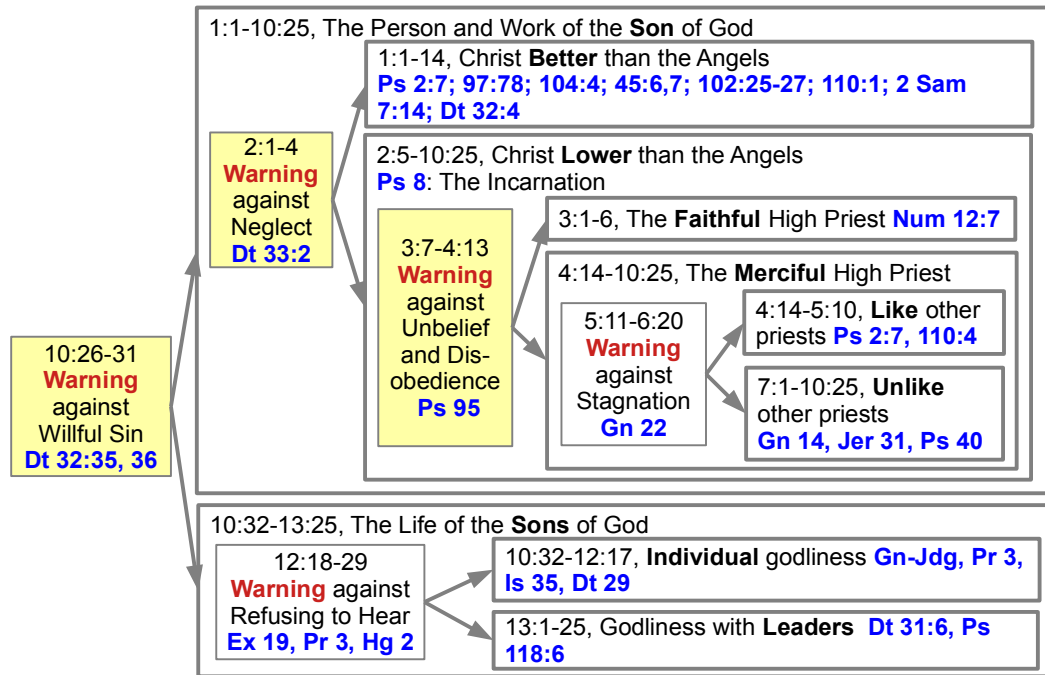 1:1-10:25, The Person and Work of the Son of God
1:1-14, Christ Better than the Angels
Ps 2:7; 97:78; 104:4; 45:6,7; 102:25-27; 110:1; 2 Sam
7:14; Dt 32:4
2:1-4
Warning
against
Neglect
Dt 33:2
2:5-10:25, Christ Lower than the Angels
Ps 8: The Incarnation
3:7-4:13
Warning
against
Unbelief
and Dis-
obedience
Ps 95
3:1-6, The Faithful High Priest Num 12:7
4:14-10:25, The Merciful High Priest
5:11-6:20
Warning
against
Stagnation
Gn 22
4:14-5:10, Like other
priests Ps 2:7, 110:4
7:1-10:25, Unlike
other priests
Gn 14, Jer 31, Ps 40
10:26-31
Warning
against
Willful Sin
Dt 32:35, 36
10:32-13:25, The Life of the Sons of God
12:18-29
Warning against
Refusing to Hear
Ex 19, Pr 3, Hg 2
10:32-12:17, Individual godliness Gn-Jdg, Pr 3,
Is 35, Dt 29
13:1-25, Godliness with Leaders Dt 31:6, Ps
118:6